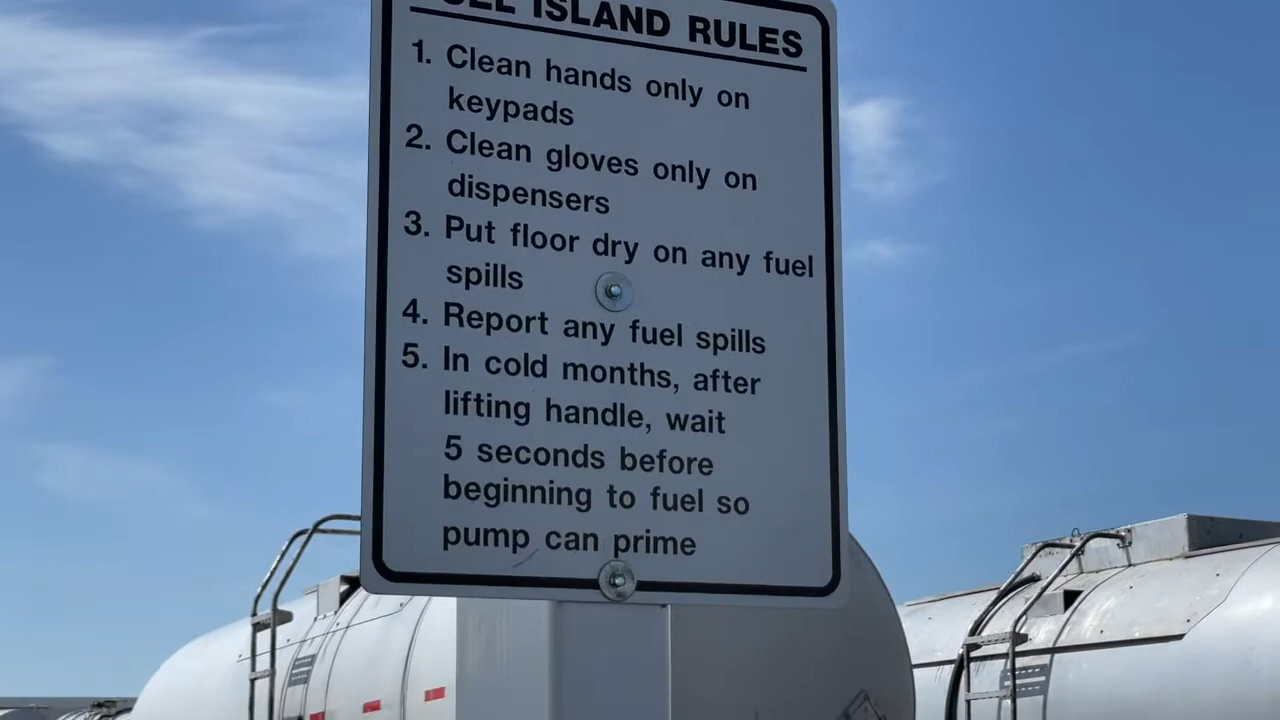 ISLAND RULES
1. Clean hands only on
keypads
2. Clean gloves only on
dispensers
3. Put floor dry on any fuel
spills
4. Report any fuel spills
5. In cold months, after
lifting handle, wait
5 seconds before
beginning to fuel so
pump can prime